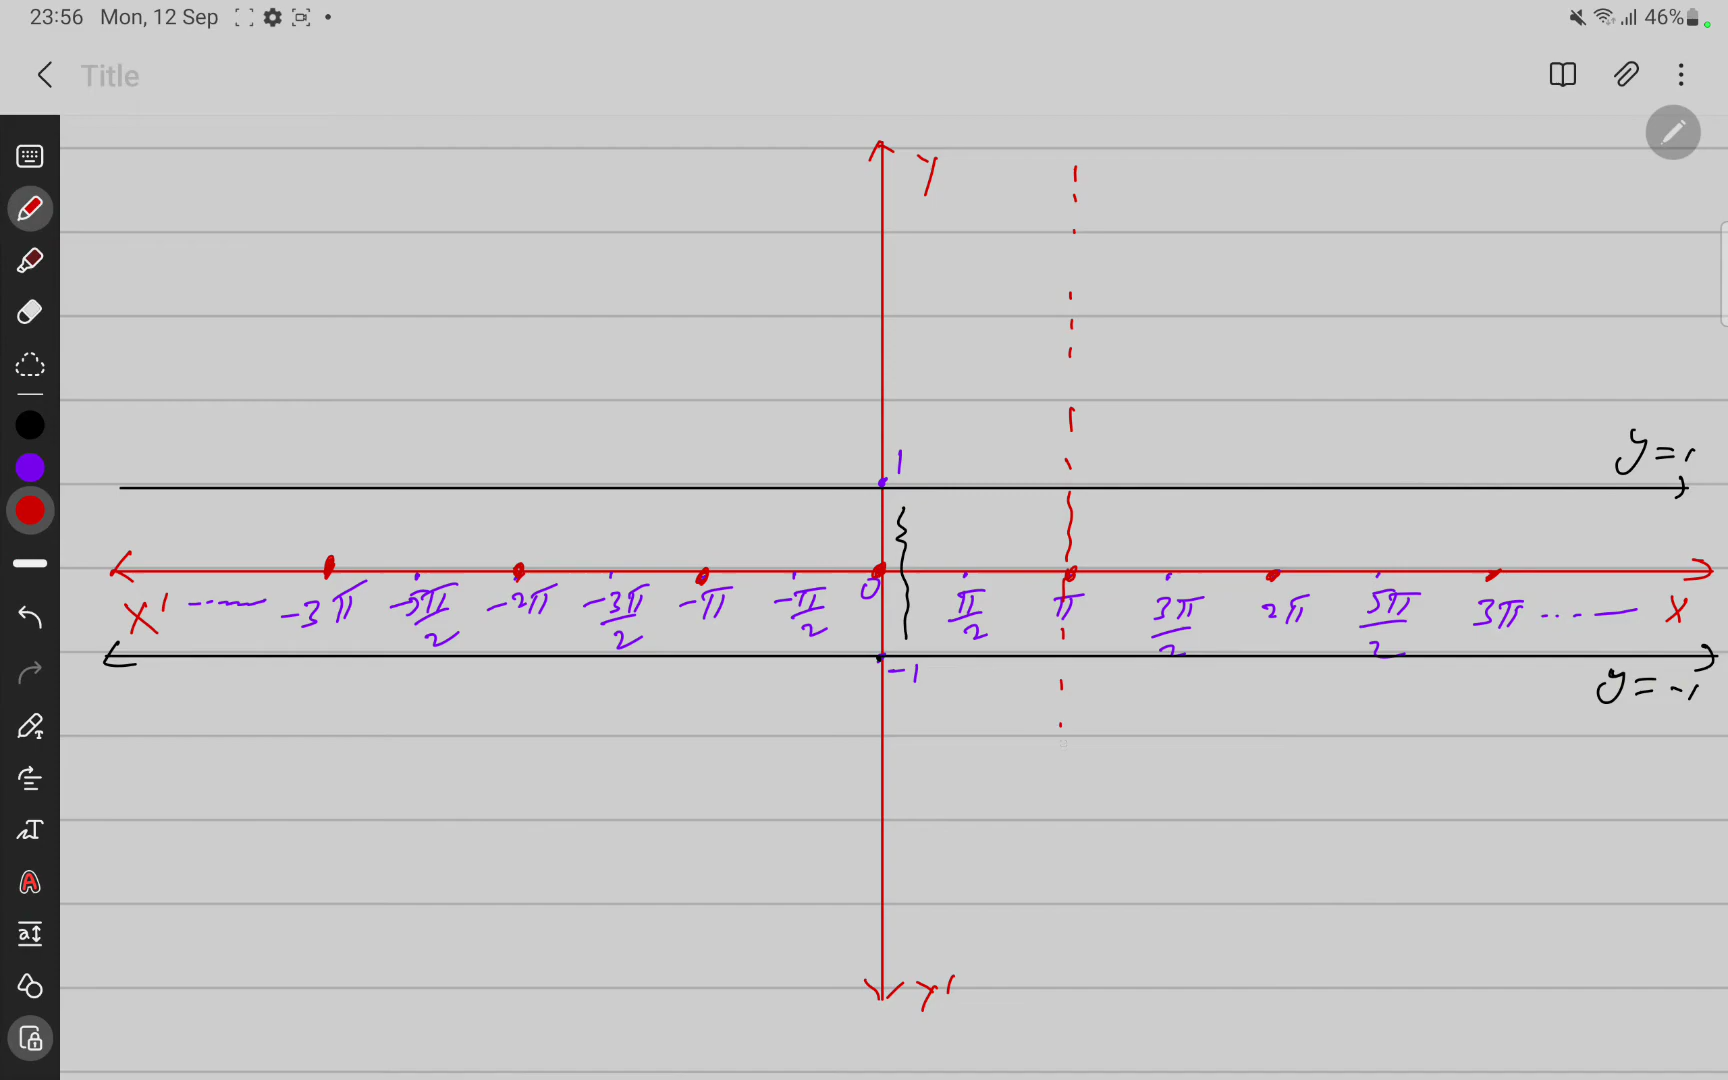 23:56 Mon, 12 Sep 46%
Title
Y
1
y = 1
X' ...... -3π -5π/2 -2π -3π/2 -π -π/2 0 π/2 π 3π/2 2π 5π/2 3π ....— X
-1
y = -1
Y'